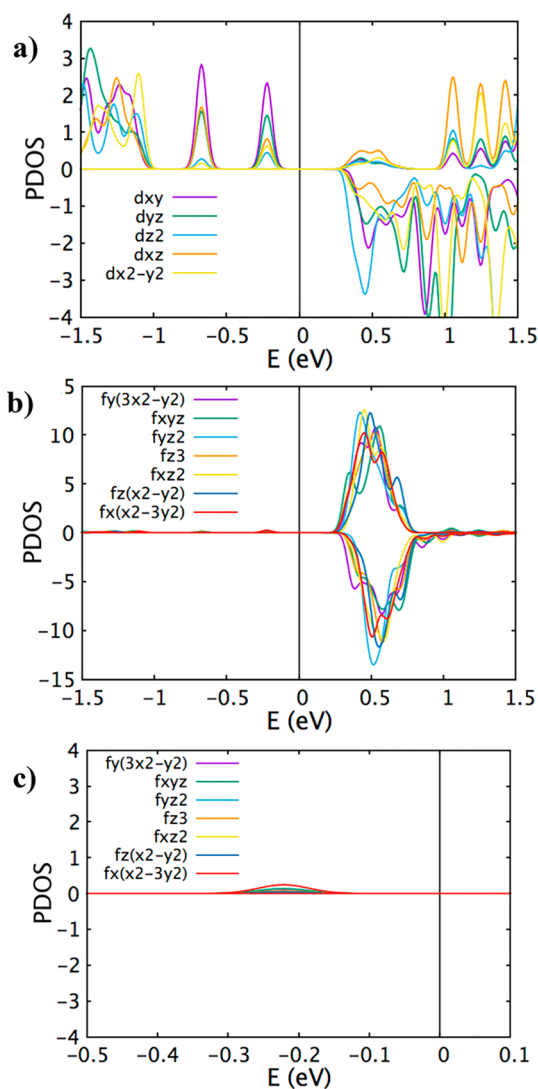 a)
PDOS
4
3
2
1
0
-1
-2
-3
-4
dxy
dyz
dz2
dxz
dx2-y2
-1.5 -1 -0.5 0 0.5 1 1.5
E (eV)
b)
PDOS
15
10
5
0
-5
-10
-15
fy(3x2-y2)
fxyz
fyz2
fz3
fxz2
fz(x2-y2)
fx(x2-3y2)
-1.5 -1 -0.5 0 0.5 1 1.5
E (eV)
c)
PDOS
4
3
2
1
0
-1
-2
-3
-4
fy(3x2-y2)
fxyz
fyz2
fz3
fxz2
fz(x2-y2)
fx(x2-3y2)
-0.5 -0.4 -0.3 -0.2 -0.1 0 0.1
E (eV)